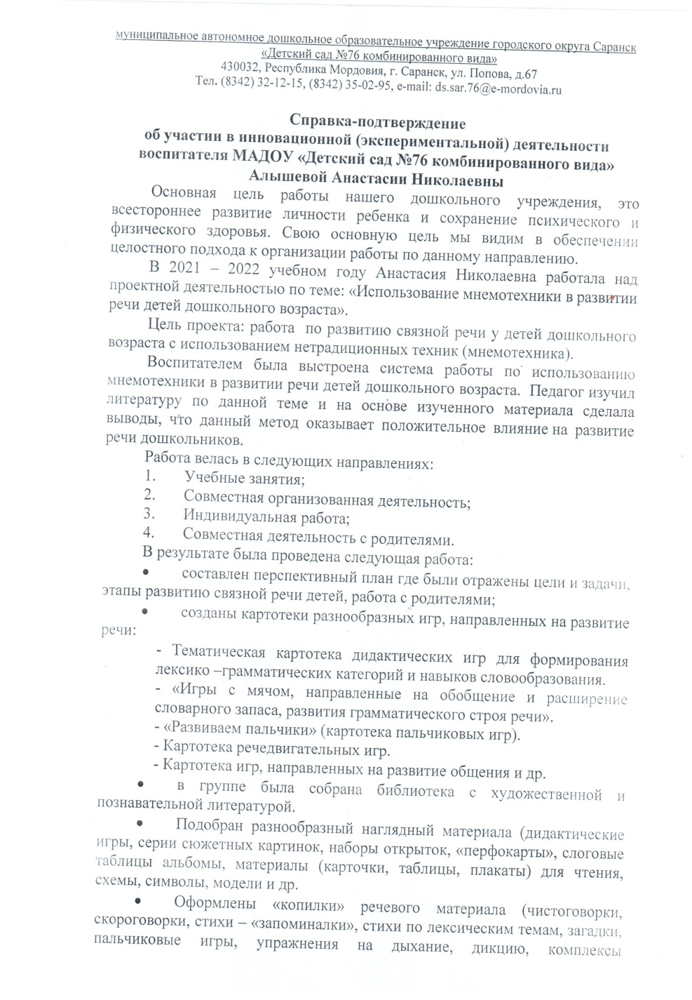 муниципальное автономное дошкольное образовательное учреждение городского округа Саранск
«Детский сад №76 комбинированного вида»
430032, Республика Мордовия, г. Саранск, ул. Попова, д.67
Тел. (8342) 32-12-15, (8342) 35-02-95, e-mail: ds.sar.76@e-mordovia.ru
Справка-подтверждение
об участии в инновационной (экспериментальной) деятельности
воспитателя МАДОУ «Детский сад №76 комбинированного вида»
Алышевой Анастасии Николаевны
Основная цель работы нашего дошкольного учреждения, это
всестороннее развитие личности ребенка и сохранение психического и
физического здоровья. Свою основную цель мы видим в обеспечении
целостного подхода к организации работы по данному направлению.
В 2021 – 2022 учебном году Анастасия Николаевна работала над
проектной деятельностью по теме: «Использование мнемотехники в развитии
речи детей дошкольного возраста».
Цель проекта: работа по развитию связной речи у детей дошкольного
возраста с использованием нетрадиционных техник (мнемотехника).
Воспитателем была выстроена система работы по использованию
мнемотехники в развитии речи детей дошкольного возраста. Педагог изучил
литературу по данной теме и на основе изученного материала сделала
выводы, что данный метод оказывает положительное влияние на развитие
речи дошкольников.
Работа велась в следующих направлениях:
1. Учебные занятия;
2. Совместная организованная деятельность;
3. Индивидуальная работа;
4. Совместная деятельность с родителями.
В результате была проведена следующая работа:
• составлен перспективный план где были отражены цели и задачи,
этапы развитию связной речи детей, работа с родителями;
• созданы картотеки разнообразных игр, направленных на развитие
речи:
- Тематическая картотека дидактических игр для формирования
лексико –грамматических категорий и навыков словообразования.
- «Игры с мячом, направленные на обобщение и расширение
словарного запаса, развития грамматического строя речи».
- «Развиваем пальчики» (картотека пальчиковых игр).
- Картотека речедвигательных игр.
- Картотека игр, направленных на развитие общения и др.
• в группе была собрана библиотека с художественной и
познавательной литературой.
• Подобран разнообразный наглядный материала (дидактические
игры, серии сюжетных картинок, наборы открыток, «перфокарты», слоговые
таблицы альбомы, материалы (карточки, таблицы, плакаты) для чтения,
схемы, символы, модели и др.
• Оформлены «копилки» речевого материала (чистоговорки,
скороговорки, стихи – «запоминалки», стихи по лексическим темам, загадки,
пальчиковые игры, упражнения на дыхание, дикцию, комплексы